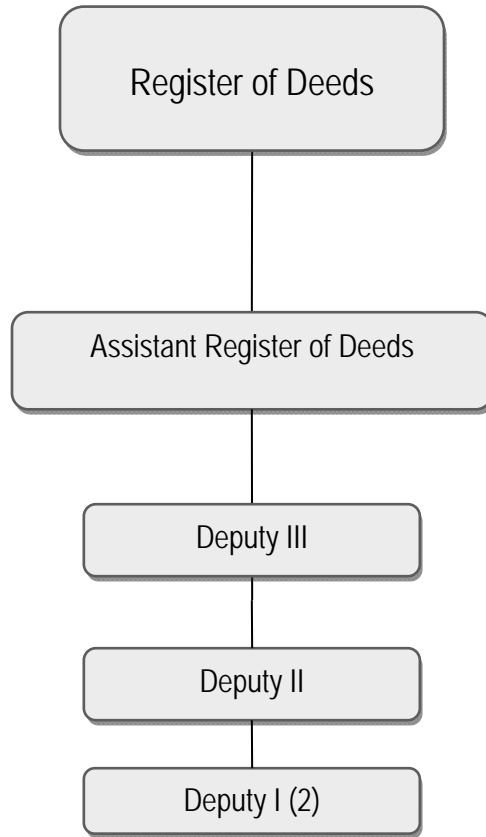 Register of Deeds
Assistant Register of Deeds
Deputy III
Deputy II
Deputy I (2)